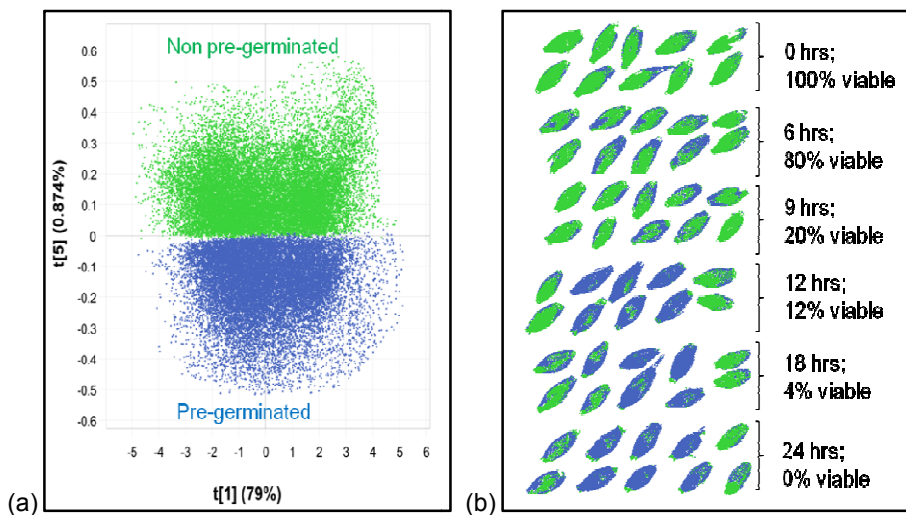 Non pre-germinated
0.6
0.5
0.4
0.3
0.2
0.1
0
-0.1
-0.2
-0.3
-0.4
-0.5
-0.6
t[5] (0.874%)
Pre-germinated
-5 -4 -3 -2 -1 0 1 2 3 4 5 6
t[1] (79%)
(a)
0 hrs;
100% viable
6 hrs;
80% viable
9 hrs;
20% viable
12 hrs;
12% viable
18 hrs;
4% viable
24 hrs;
0% viable
(b)